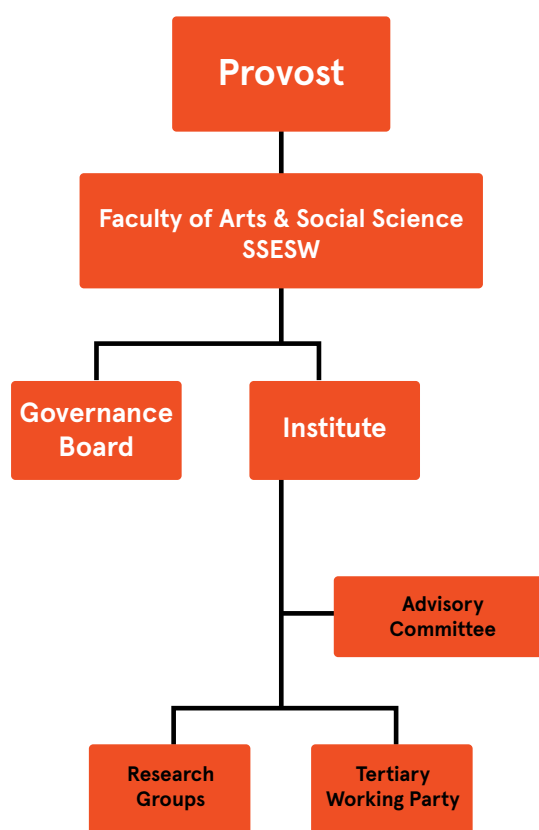 Provost
Faculty of Arts & Social Science
SSESW
Governance
Board
Institute
Advisory
Committee
Research
Groups
Tertiary
Working Party